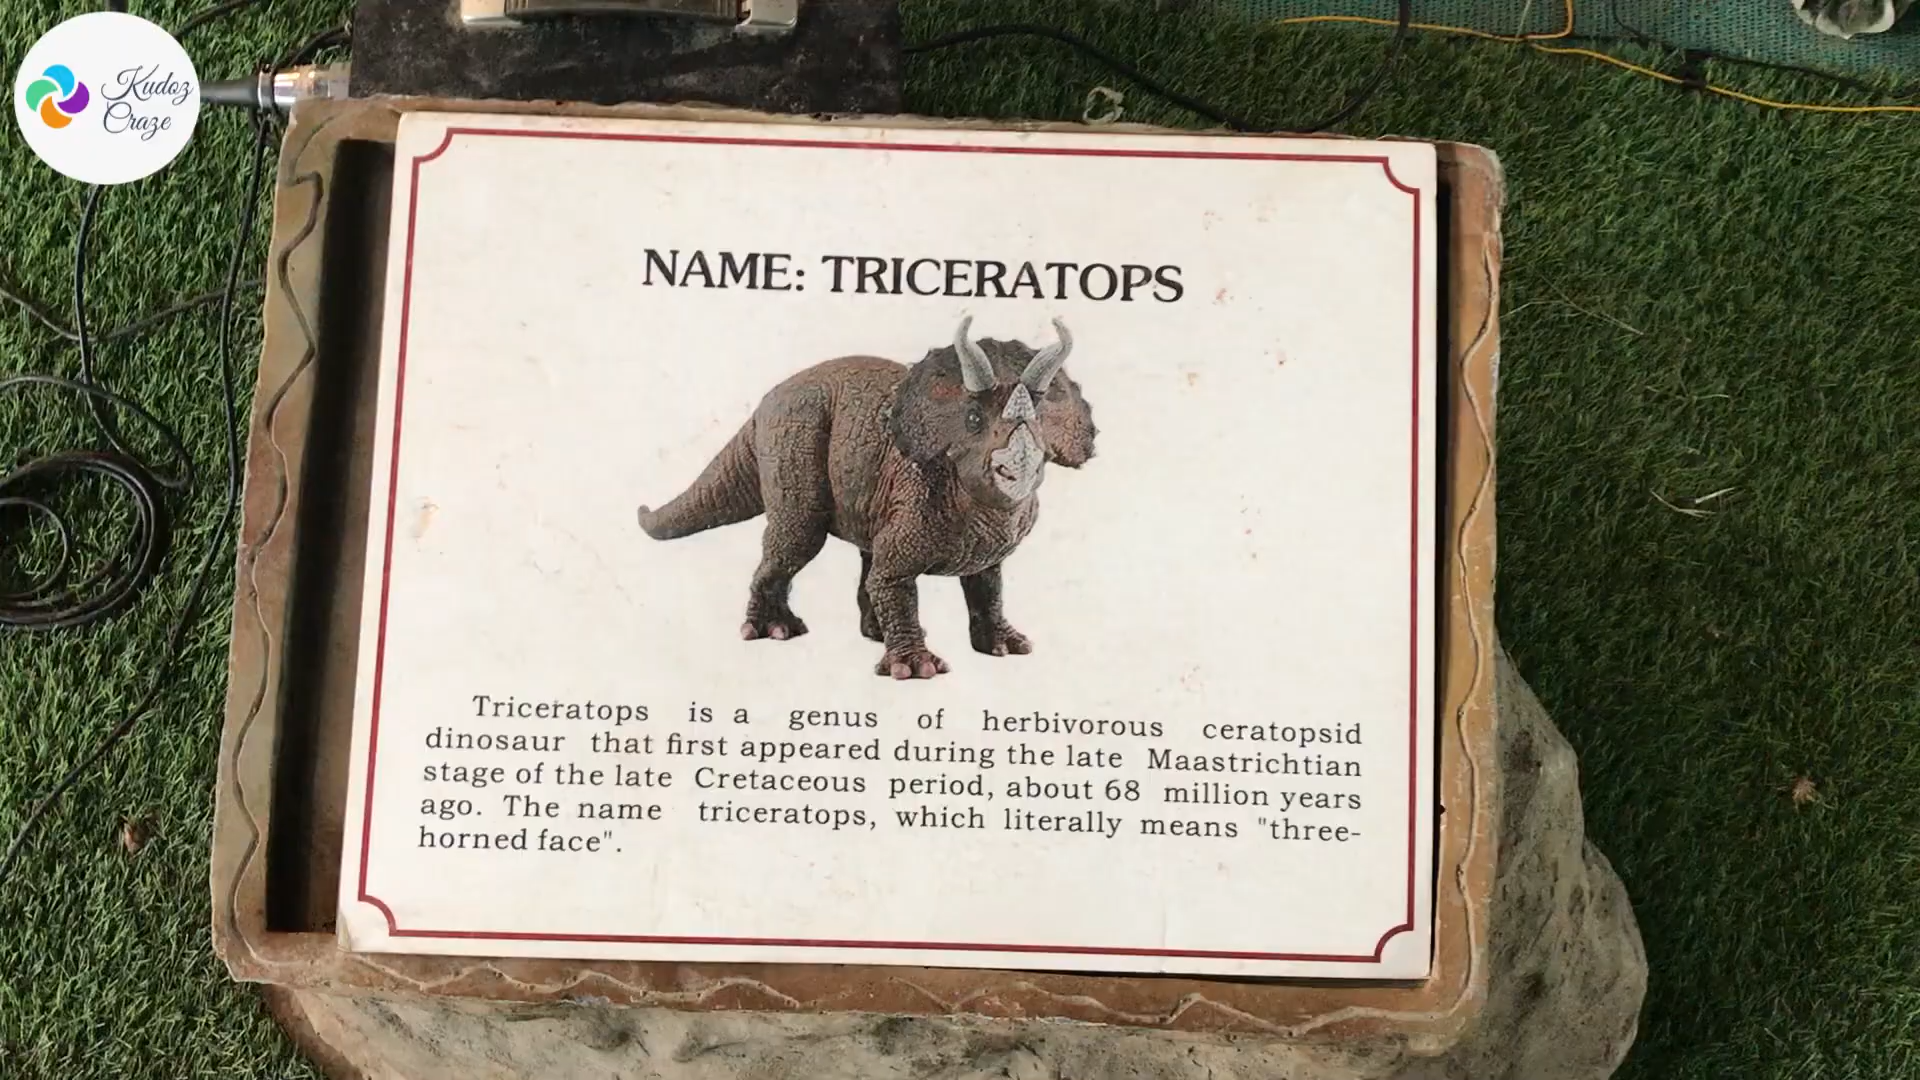 Kudoz
Craze
NAME: TRICERATOPS
Triceratops is a genus of herbivorous ceratopsid
dinosaur that first appeared during the late Maastrichtian
stage of the late Cretaceous period, about 68 million years
ago. The name triceratops, which literally means "three-
horned face".